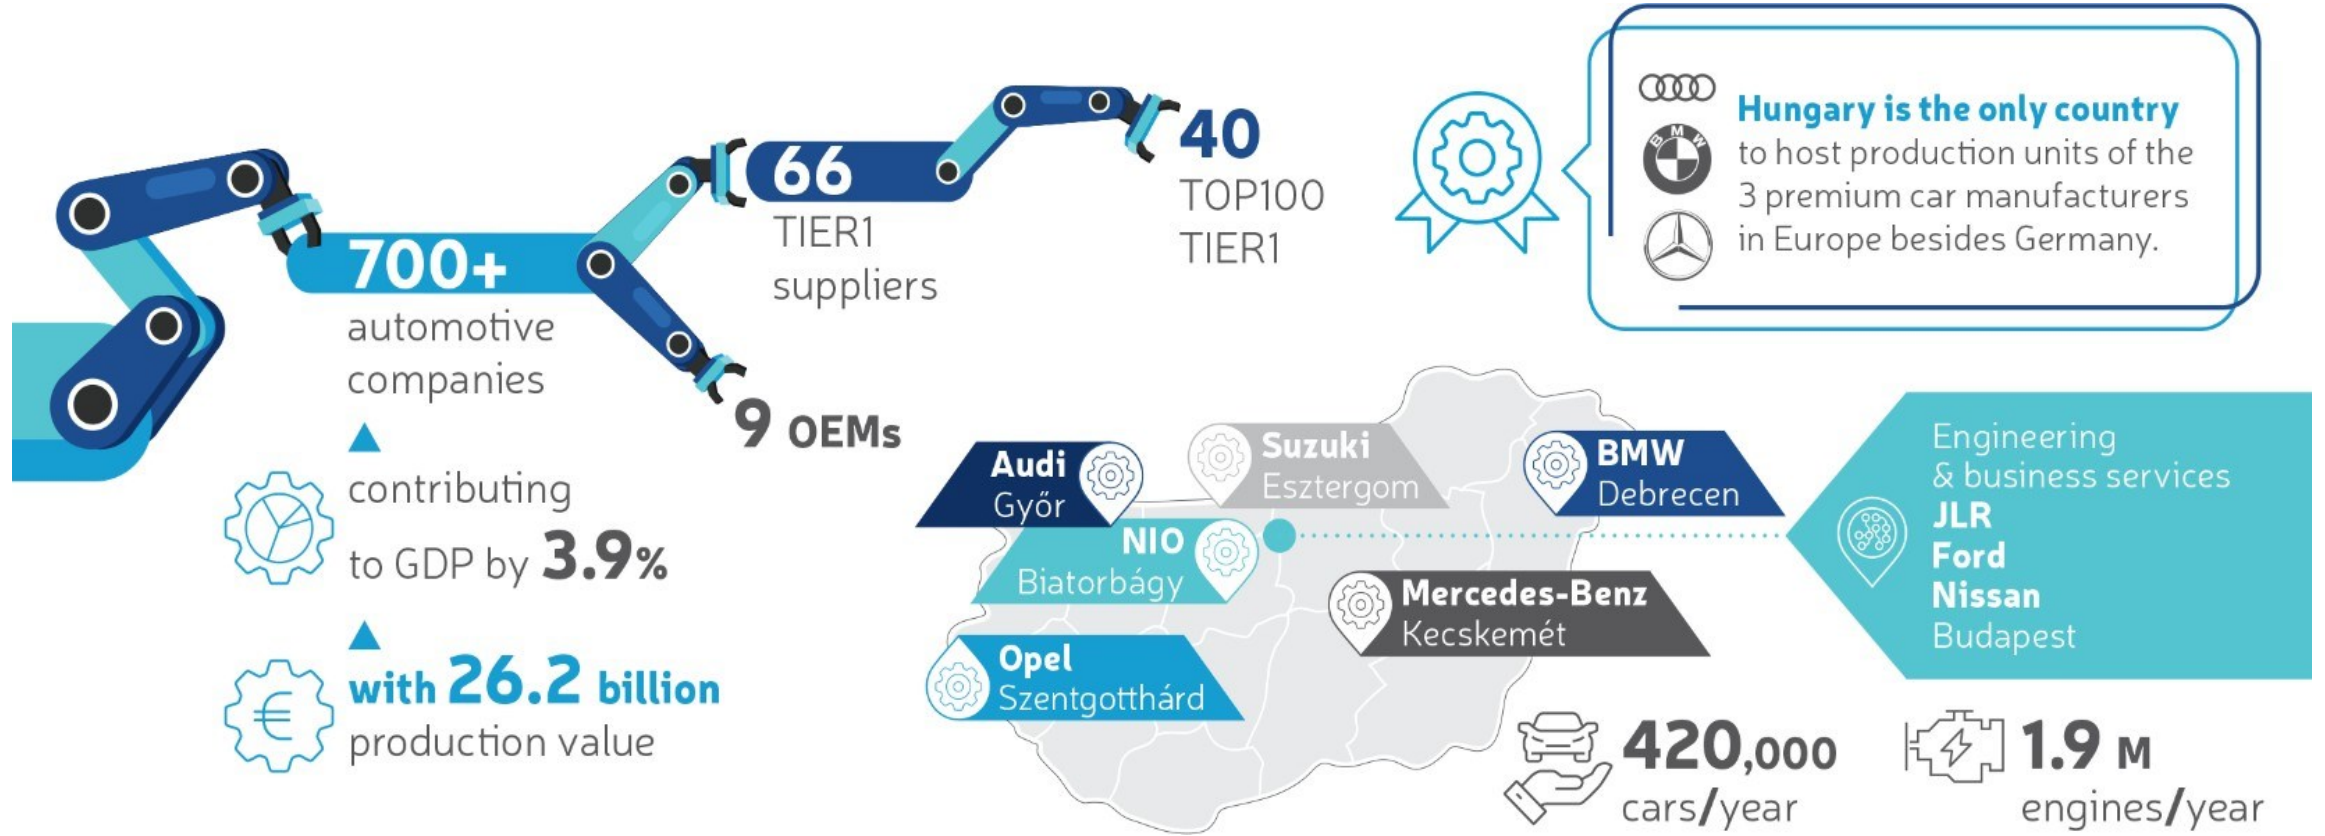 700+
automotive
companies
contributing
to GDP by 3.9%
€
with 26.2 billion
production value
66
TIER1
suppliers
40
TOP100
TIER1
9 OEMs
BMW
Hungary is the only country
to host production units of the
3 premium car manufacturers
in Europe besides Germany.
Audi
Győr
Suzuki
Esztergom
BMW
Debrecen
NIO
Biatorbágy
Mercedes-Benz
Kecskemét
Opel
Szentgotthárd
Engineering
& business services
JLR
Ford
Nissan
Budapest
420,000
cars/year
1.9 M
engines/year